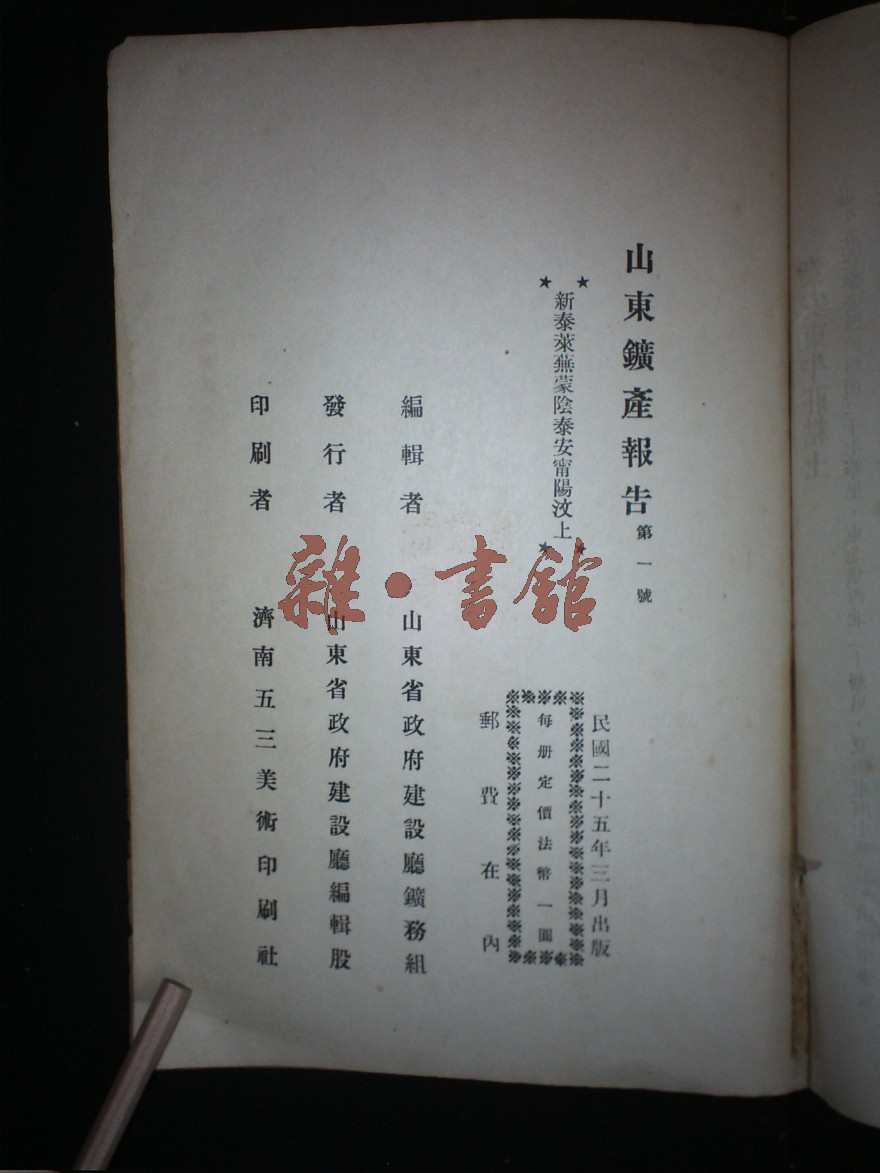 山東鑛產報告 第一號
★新泰萊蕪蒙陰泰安甯陽汶上★
民國二十五年三月出版
每册定價法幣一圓
郵費在內
編輯者 山東省政府建設廳鑛務組
發行者 山東省政府建設廳編輯股
印刷者 濟南五三美術印刷社
雜·書館